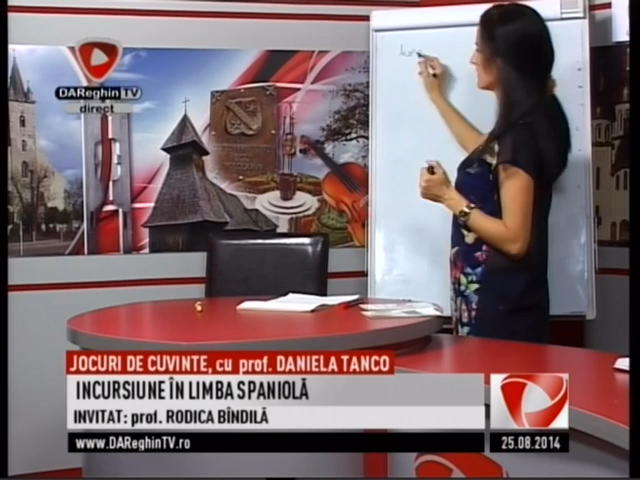 DAReghin TV
direct
JOCURI DE CUVINTE, cu prof. DANIELA TANCO
INCURSIUNE ÎN LIMBA SPANIOLĂ
INVITAT: prof. RODICA BÎNDILĂ
www.DAReghinTV.ro
25.08.2014